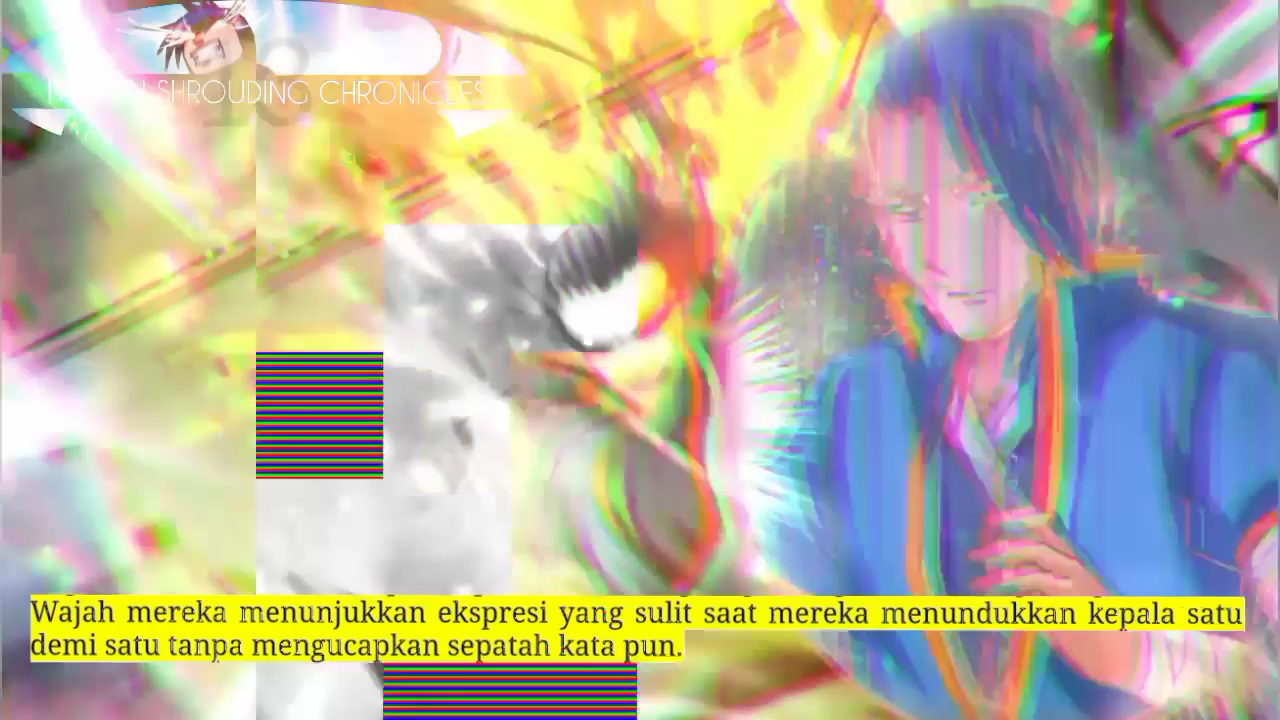 SHROUDING CHRONICLES
Wajah mereka menunjukkan ekspresi yang sulit saat mereka menundukkan kepala satu
demi satu tanpa mengucapkan sepatah kata pun.